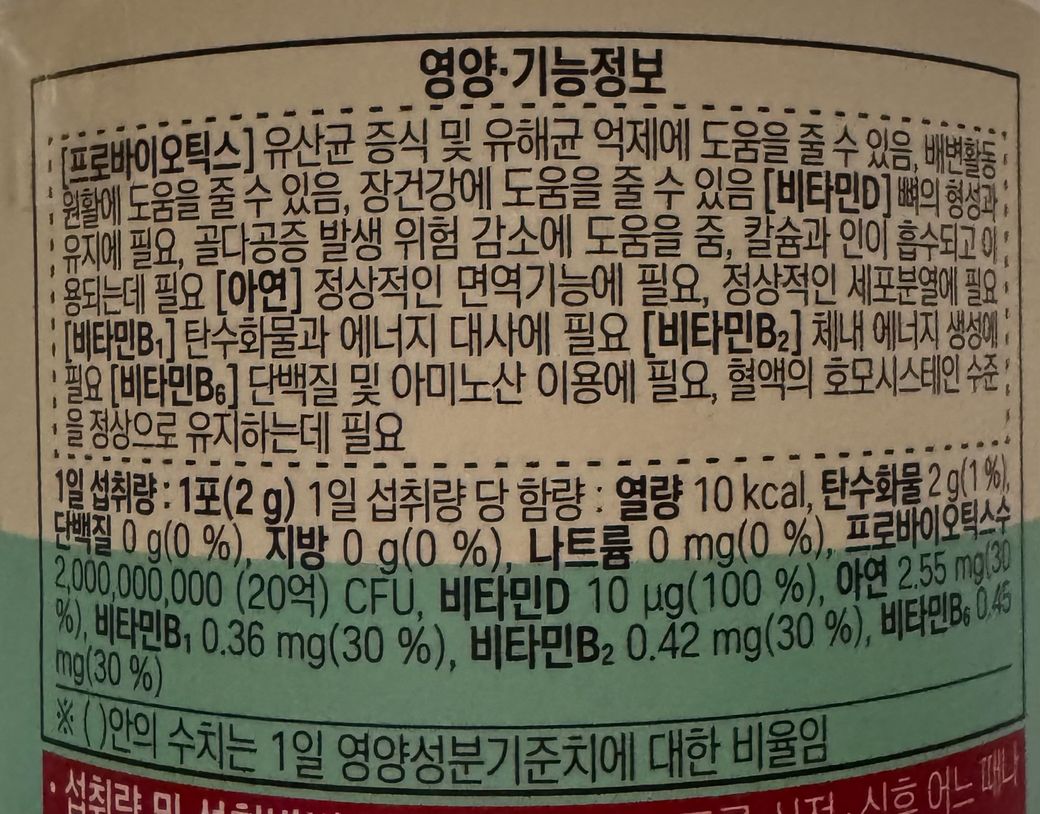 영양·기능정보
[프로바이오틱스] 유산균 증식 및 유해균 억제에 도움을 줄 수 있음, 배변활동
원활에 도움을 줄 수 있음, 장건강에 도움을 줄 수 있음 [비타민D] 뼈의 형성과
유지에 필요, 골다공증 발생 위험 감소에 도움을 줌, 칼슘과 인이 흡수되고 이
용되는데 필요 [아연] 정상적인 면역기능에 필요, 정상적인 세포분열에 필요
[비타민B₁] 탄수화물과 에너지 대사에 필요 [비타민B₂] 체내 에너지 생성에
필요 [비타민B₆] 단백질 및 아미노산 이용에 필요, 혈액의 호모시스테인 수준
을 정상으로 유지하는데 필요
1일 섭취량 : 1포(2 g) 1일 섭취량 당 함량 : 열량 10 kcal, 탄수화물 2 g(1 %),
단백질 0 g(0 %), 지방 0 g(0 %), 나트륨 0 mg(0 %), 프로바이오틱스수
2,000,000,000 (20억) CFU, 비타민D 10 µg(100 %), 아연 2.55 mg(30
%), 비타민B₁ 0.36 mg(30 %), 비타민B₂ 0.42 mg(30 %), 비타민B₆ 0.45
mg(30 %)
※ ( )안의 수치는 1일 영양성분기준치에 대한 비율임
· 섭취량 및 어느 때나